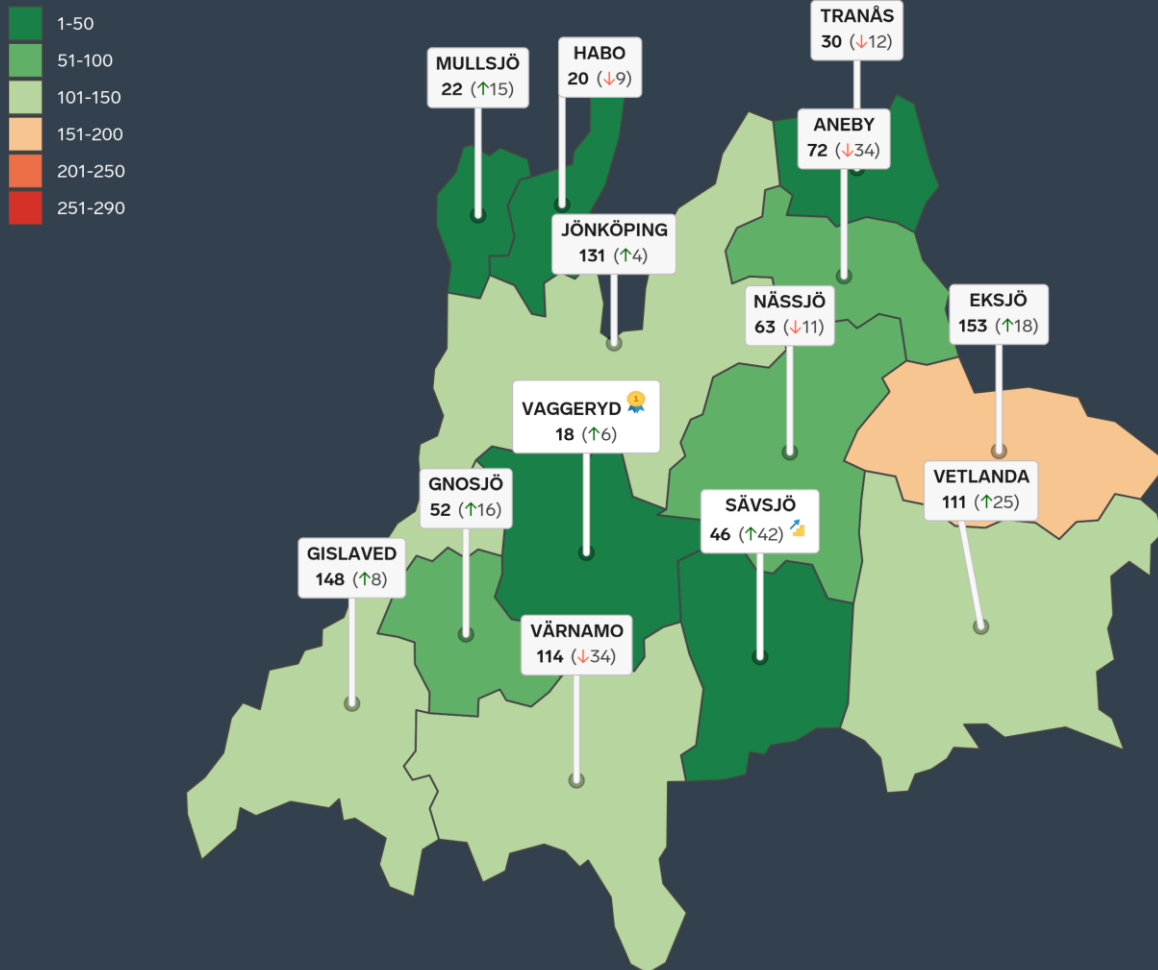 1-50
51-100
101-150
151-200
201-250
251-290
TRANÅS
30 (↓12)
HABO
20 (↓9)
MULLSJÖ
22 (↑15)
ANEBY
72 (↓34)
JÖNKÖPING
131 (↑4)
NÄSSJÖ
63 (↓11)
EKSJÖ
153 (↑18)
VAGGERYD 1
18 (↑6)
GNOSJÖ
52 (↑16)
VETLANDA
111 (↑25)
SÄVSJÖ
46 (↑42)
GISLAVED
148 (↑8)
VÄRNAMO
114 (↓34)